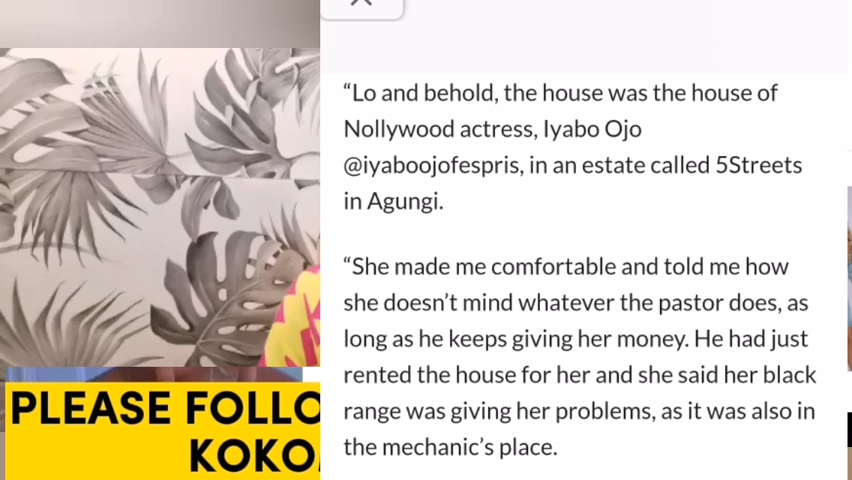 “Lo and behold, the house was the house of
Nollywood actress, Iyabo Ojo
@iyaboojofespris, in an estate called 5Streets
in Agungi.
“She made me comfortable and told me how
she doesn’t mind whatever the pastor does, as
long as he keeps giving her money. He had just
rented the house for her and she said her black
range was giving her problems, as it was also in
the mechanic’s place.
PLEASE FOLLO
KOKO